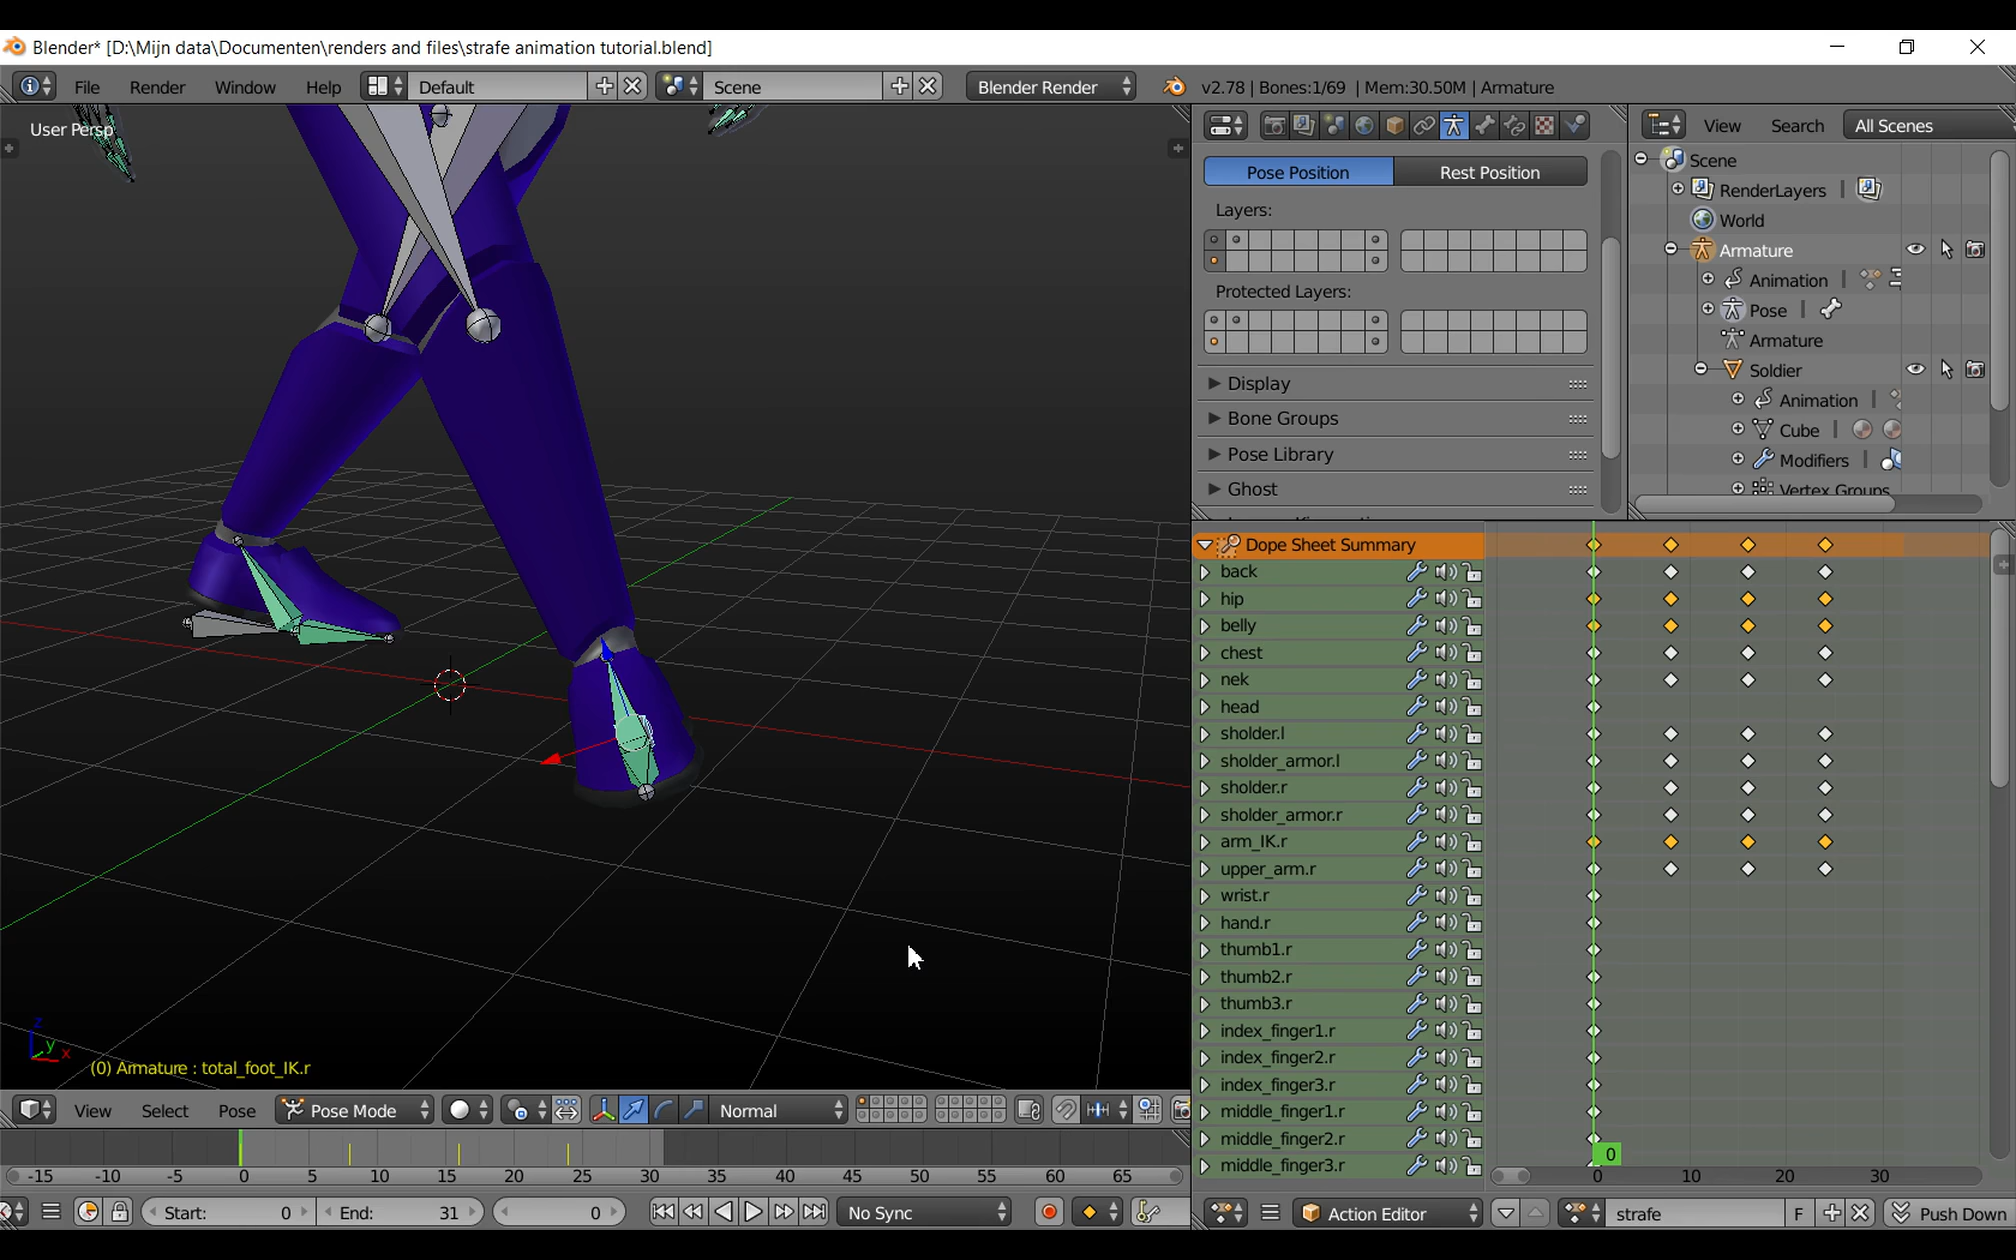 Blender* [D:\Mijn data\Documenten\renders and files\strafe animation tutorial.blend]
File Render Window Help Default Scene Blender Render v2.78 | Bones:1/69 | Mem:30.50M | Armature
User Persp
(0) Armature : total_foot_IK.r
z
y
x
View Select Pose Pose Mode Normal
-15 -10 -5 0 5 10 15 20 25 30 35 40 45 50 55 60 65
Start: 0 End: 31 0 No Sync
Pose Position Rest Position
Layers:
Protected Layers:
Display
Bone Groups
Pose Library
Ghost
View Search All Scenes
Scene
RenderLayers |
World
Armature
Animation |
Pose |
Armature
Soldier
Animation |
Cube |
Modifiers |
Vertex Groups
Dope Sheet Summary
back
hip
belly
chest
nek
head
sholder.l
sholder_armor.l
sholder.r
sholder_armor.r
arm_IK.r
upper_arm.r
wrist.r
hand.r
thumb1.r
thumb2.r
thumb3.r
index_finger1.r
index_finger2.r
index_finger3.r
middle_finger1.r
middle_finger2.r
middle_finger3.r
0
0 10 20 30
Action Editor strafe F Push Down